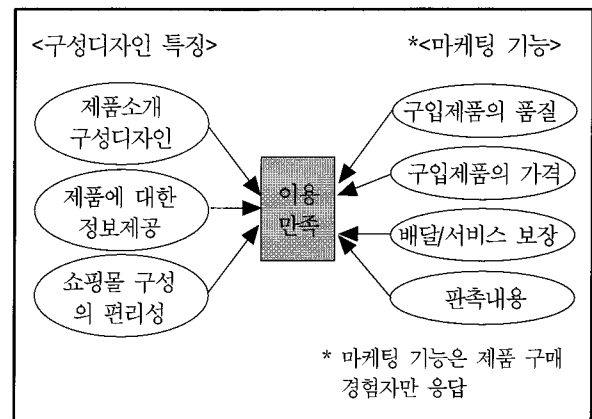 <구성디자인 특징>
*<마케팅 기능>
제품소개
구성디자인
제품에 대한
정보제공
쇼핑몰 구성
의 편리성
이용
만족
구입제품의 품질
구입제품의 가격
배달/서비스 보장
판촉내용
* 마케팅 기능은 제품 구매
경험자만 응답